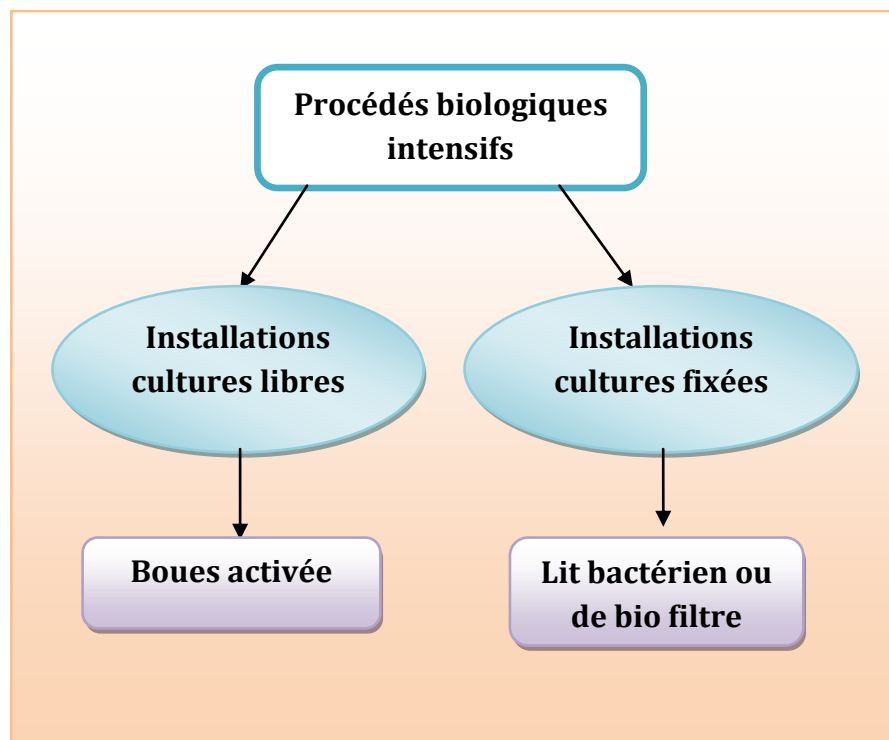 Procédés biologiques
intensifs
Installations
cultures libres
Installations
cultures fixées
Boues activée
Lit bactérien ou
de bio filtre